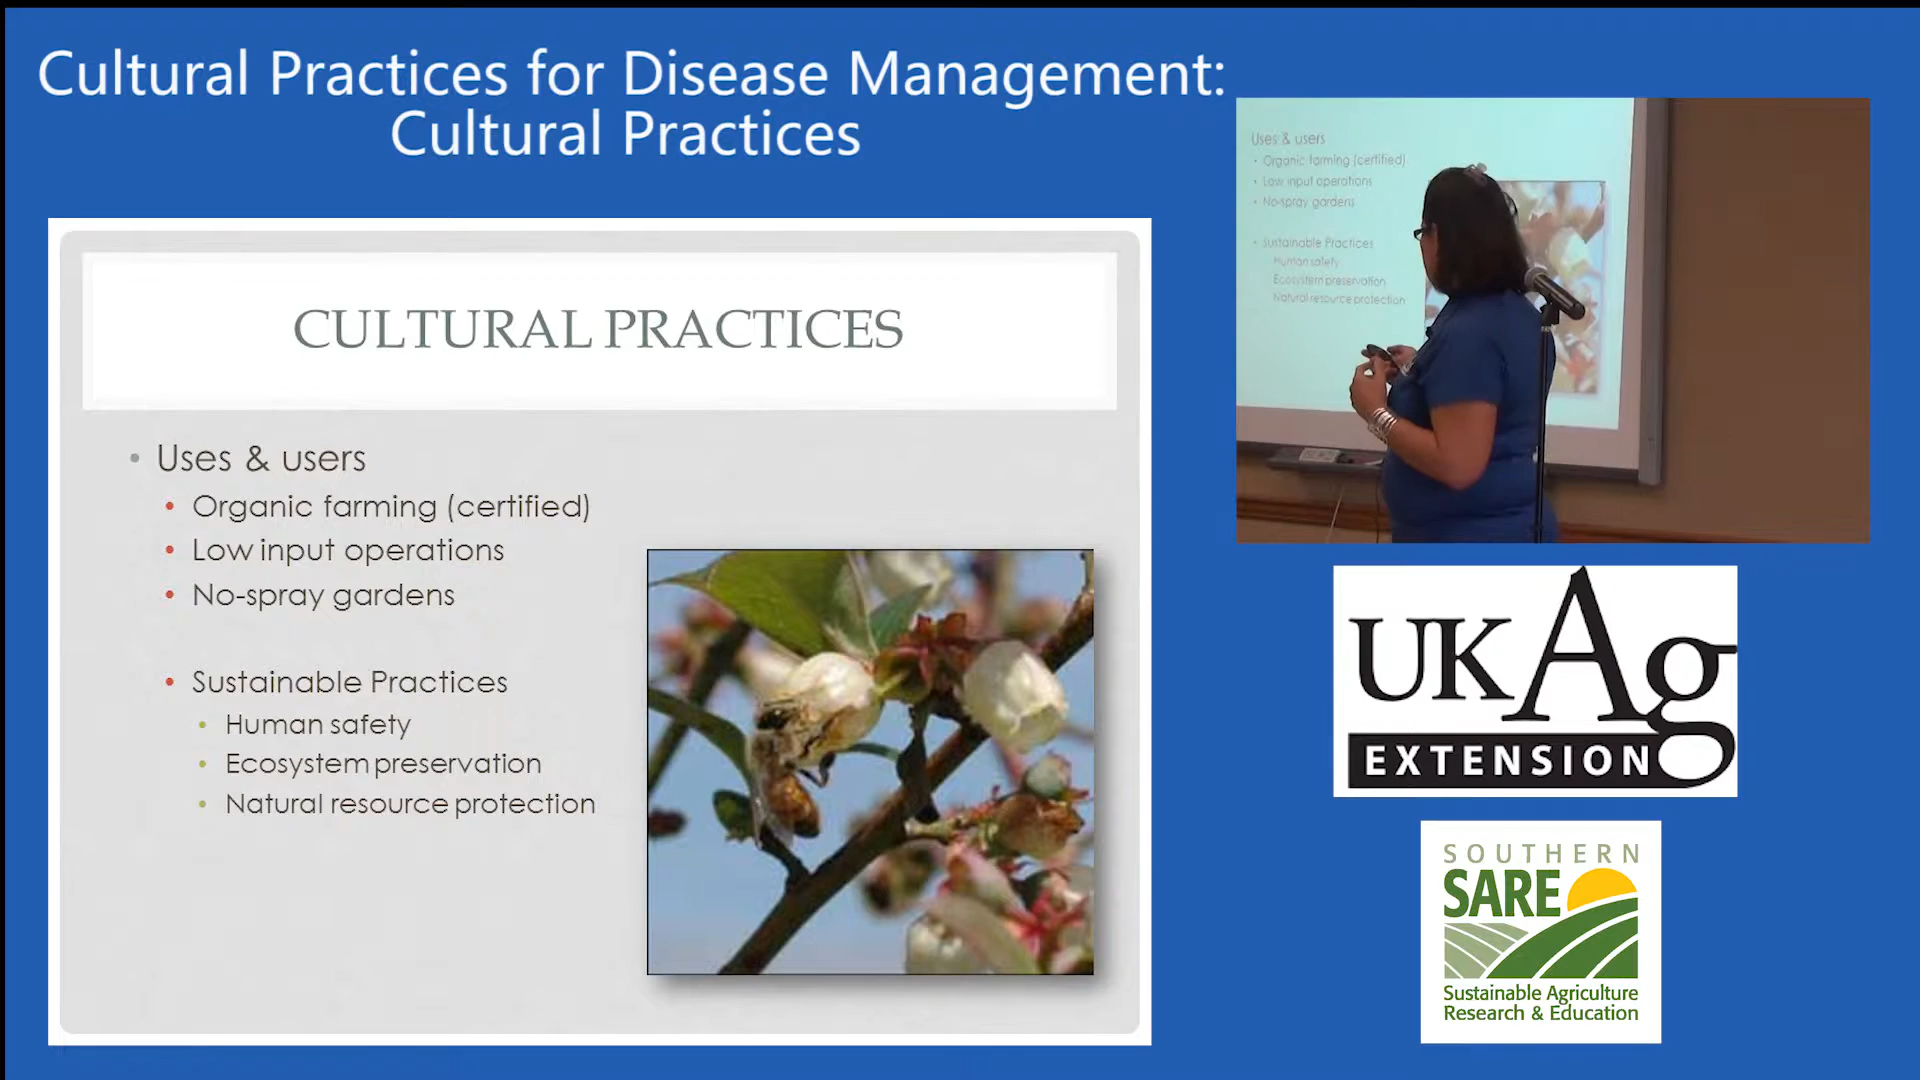 Cultural Practices for Disease Management:
Cultural Practices
CULTURAL PRACTICES
• Uses & users
• Organic farming (certified)
• Low input operations
• No-spray gardens
• Sustainable Practices
• Human safety
• Ecosystem preservation
• Natural resource protection
Uses & users
• Organic farming (certified)
• Low input operations
• No-spray gardens
• Sustainable Practices
Human safety
Ecosystem preservation
Natural resource protection
UKAg
EXTENSION
SOUTHERN
SARE
Sustainable Agriculture
Research & Education